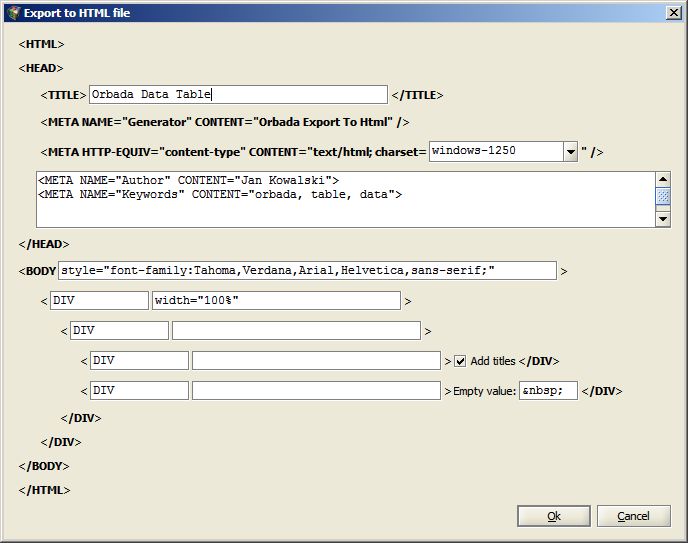 Export to HTML file
<HTML>
<HEAD>
<TITLE> Orbada Data Table </TITLE>
<META NAME="Generator" CONTENT="Orbada Export To Html" />
<META HTTP-EQUIV="content-type" CONTENT="text/html; charset= windows-1250 " />
<META NAME="Author" CONTENT="Jan Kowalski">
<META NAME="Keywords" CONTENT="orbada, table, data">
</HEAD>
<BODY style="font-family:Tahoma,Verdana,Arial,Helvetica,sans-serif;" >
< DIV width="100%" >
< DIV >
< DIV > Add titles </DIV>
< DIV > Empty value: &nbsp; </DIV>
</DIV>
</DIV>
</BODY>
</HTML>
Ok Cancel